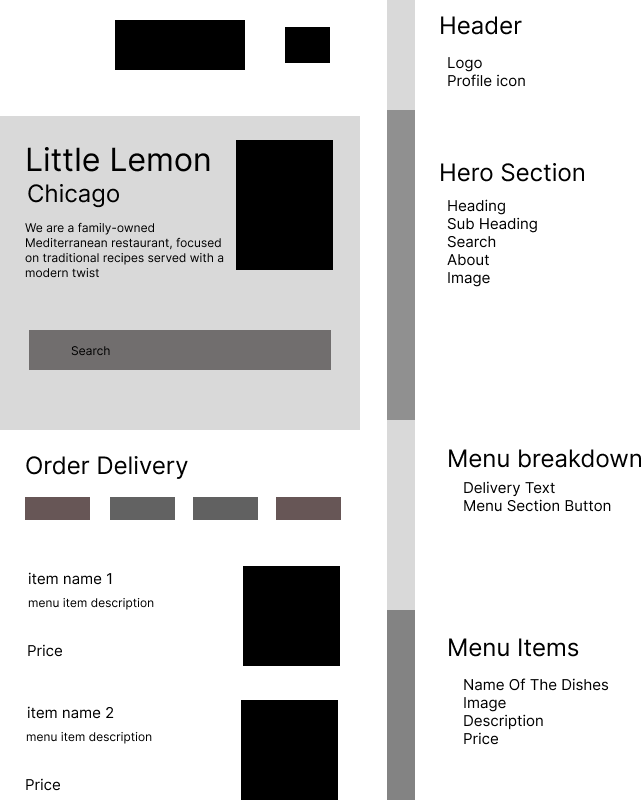 Little Lemon
Chicago
We are a family-owned
Mediterranean restaurant, focused
on traditional recipes served with a
modern twist
Search
Order Delivery
item name 1
menu item description
Price
item name 2
menu item description
Price
Header
Logo
Profile icon
Hero Section
Heading
Sub Heading
Search
About
Image
Menu breakdown
Delivery Text
Menu Section Button
Menu Items
Name Of The Dishes
Image
Description
Price